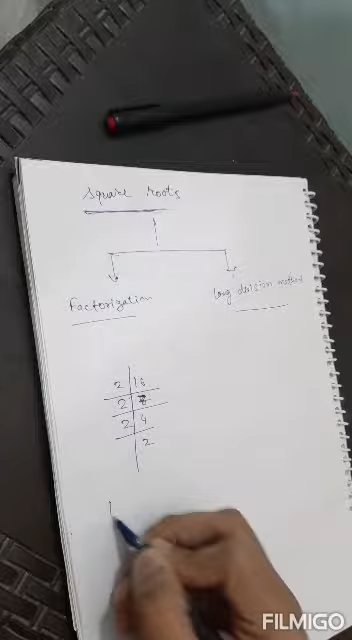 Square roots
Factorization
long division method
2 | 16
2 | 8
2 | 4
2
FILMIGO